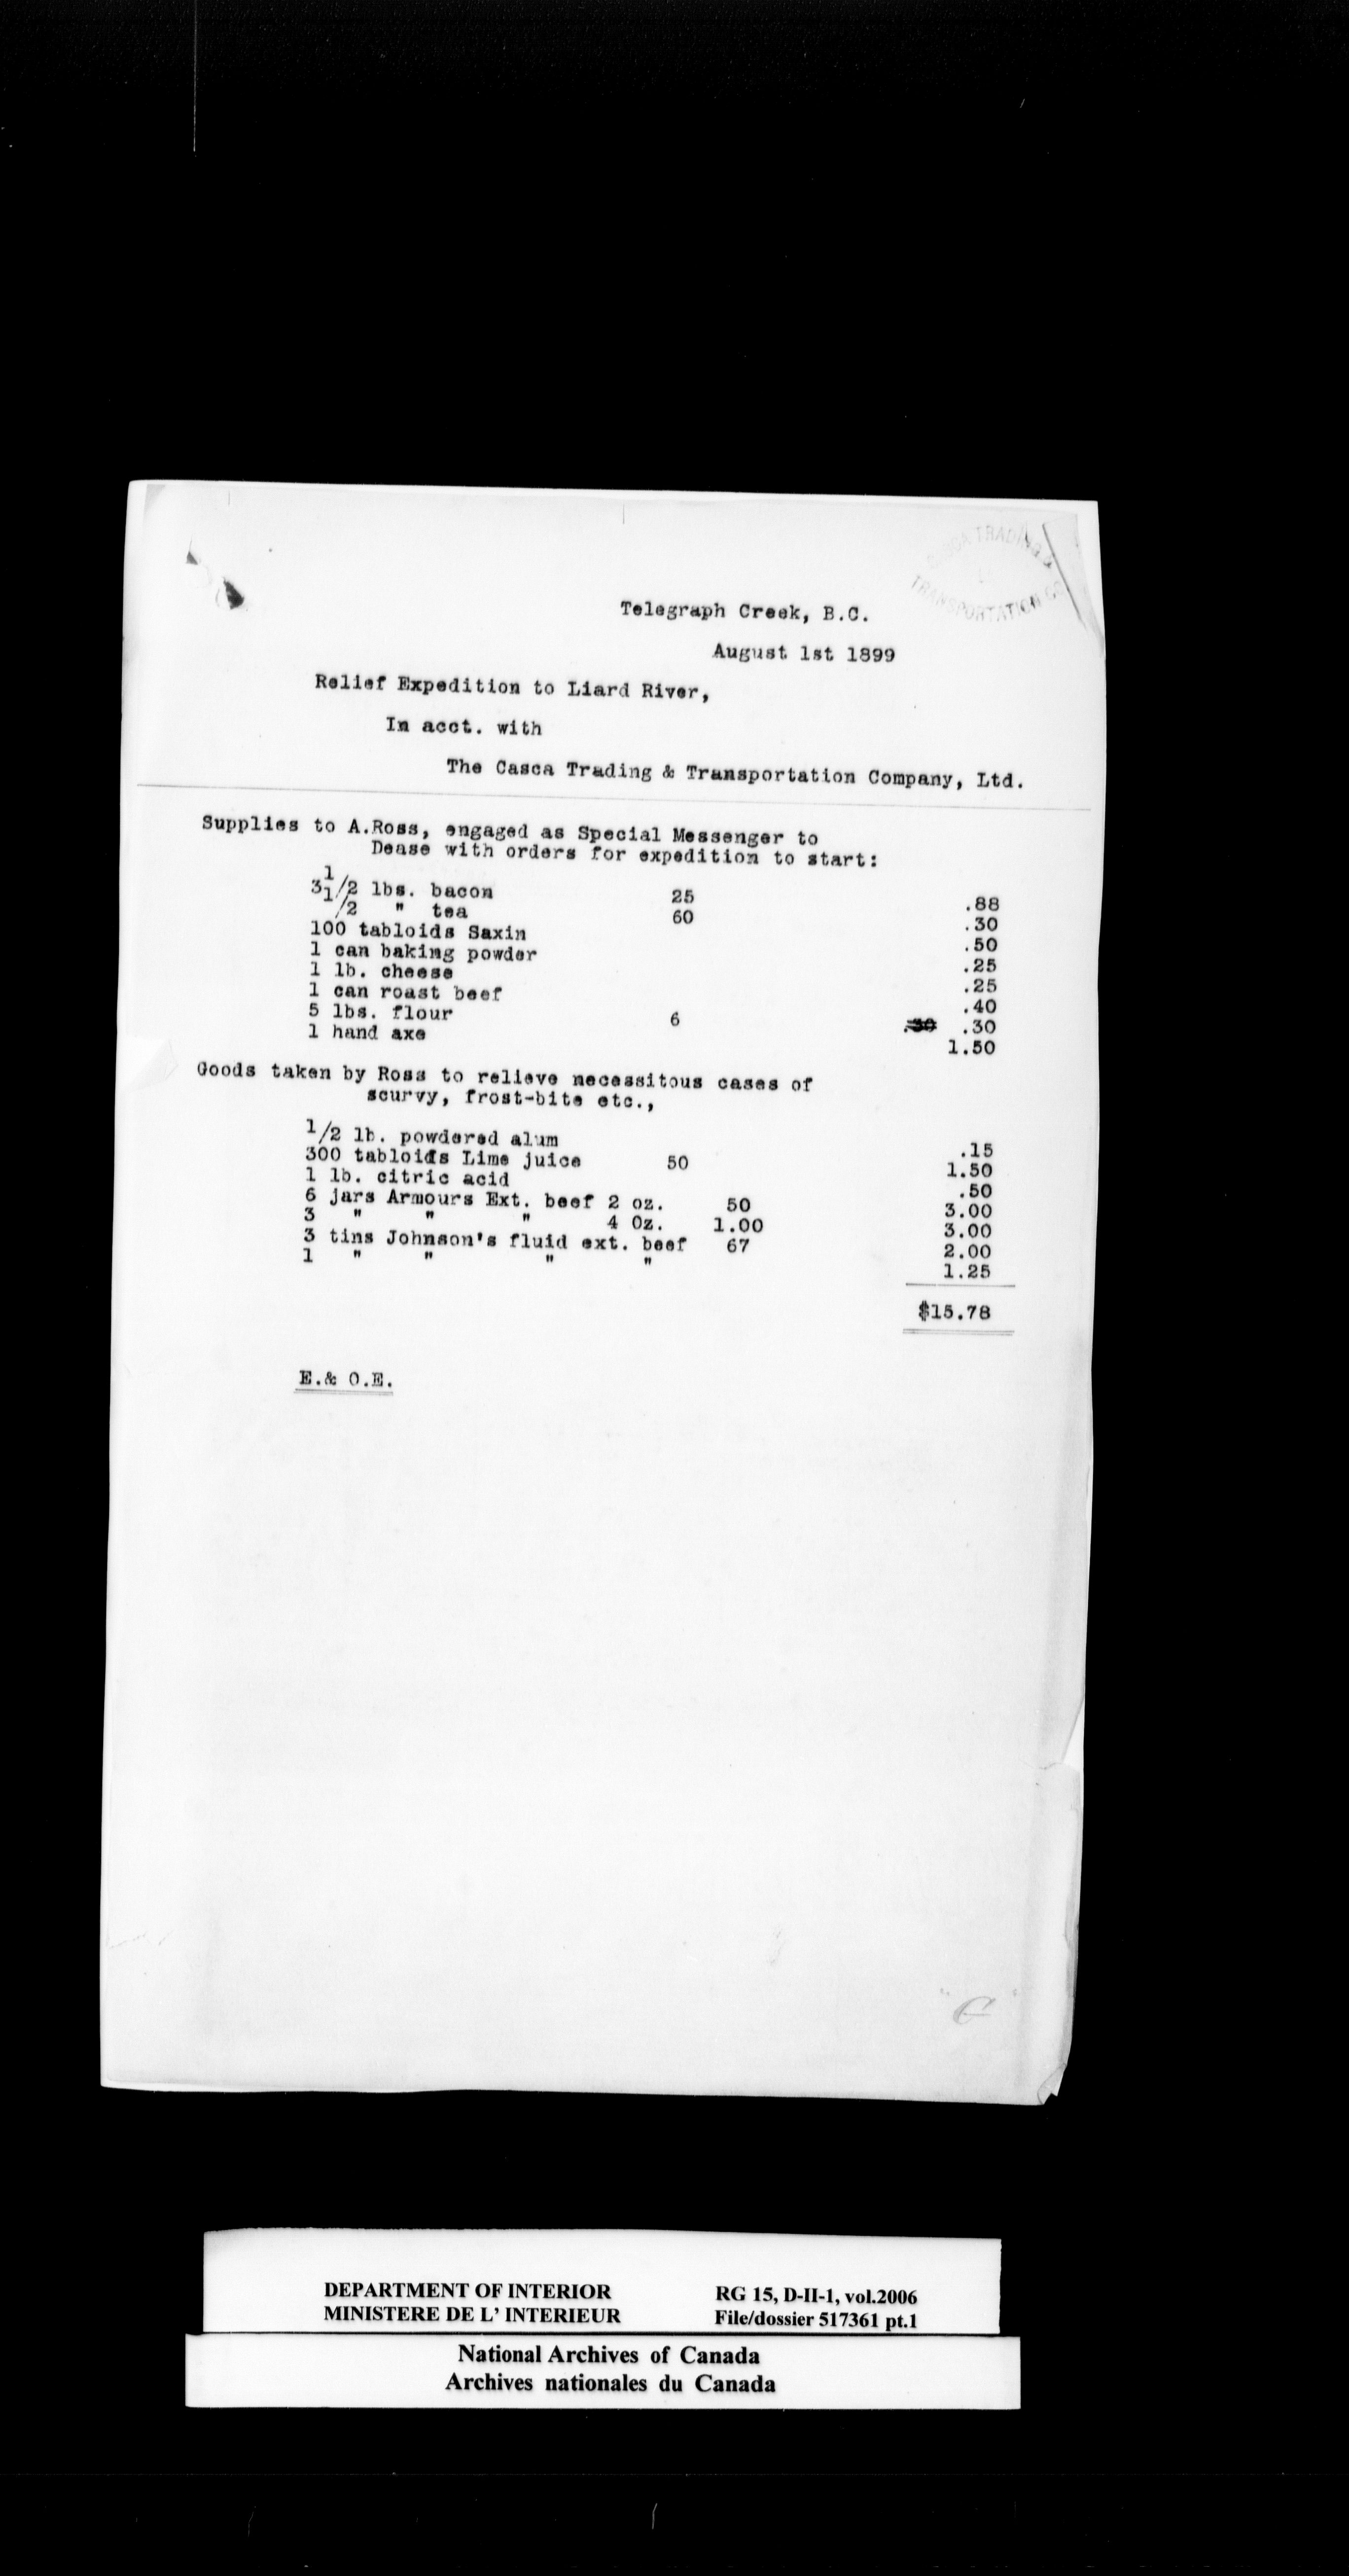 CASCA TRADING &
TRANSPORTATION CO
Telegraph Creek, B.C.
August 1st 1899
Relief Expedition to Liard River,
In acct. with
The Casca Trading & Transportation Company, Ltd.
Supplies to A.Ross, engaged as Special Messenger to
Dease with orders for expedition to start:
3 1/2 lbs. bacon 25 .88
1/2 " tea 60 .30
100 tabloids Saxin .50
1 can baking powder .25
1 lb. cheese .25
1 can roast beef .40
5 lbs. flour 6 .30 .30
1 hand axe 1.50
Goods taken by Ross to relieve necessitous cases of
scurvy, frost-bite etc.,
1/2 lb. powdered alum .15
300 tabloids Lime juice 50 1.50
1 lb. citric acid .50
6 jars Armours Ext. beef 2 oz. 50 3.00
3 " " " 4 Oz. 1.00 3.00
3 tins Johnson's fluid ext. beef 67 2.00
1 " " " " 1.25
$15.78
E.& O.E.
"C"
DEPARTMENT OF INTERIOR RG 15, D-II-1, vol.2006
MINISTERE DE L' INTERIEUR File/dossier 517361 pt.1
National Archives of Canada
Archives nationales du Canada